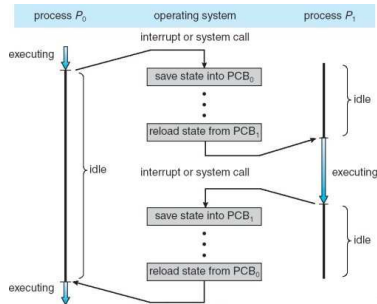 process P0 operating system process P1
interrupt or system call
executing
save state into PCB0
idle
reload state from PCB1
idle
interrupt or system call
executing
save state into PCB1
idle
reload state from PCB0
executing